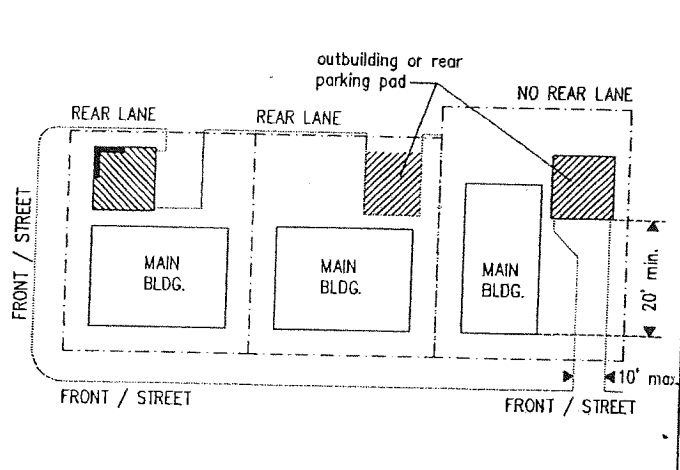 outbuilding or rear
parking pad
NO REAR LANE
REAR LANE
REAR LANE
FRONT / STREET
MAIN
BLDG.
MAIN
BLDG.
MAIN
BLDG.
20' min.
10' max.
FRONT / STREET
FRONT / STREET